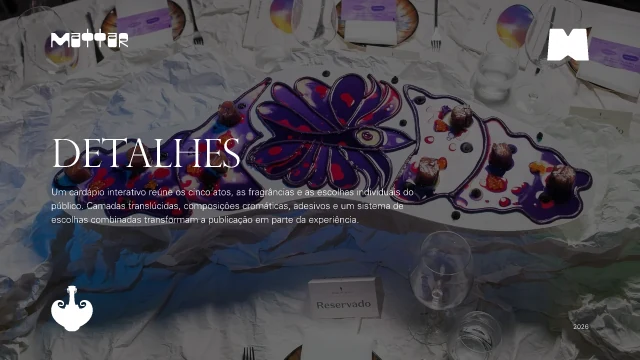 MATTAR
M
DETALHES
Um cardápio interativo reúne os cinco atos, as fragrâncias e as escolhas individuais do
público. Camadas translúcidas, composições cromáticas, adesivos e um sistema de
escolhas combinadas transformam a publicação em parte da experiência.
Reservado
2026